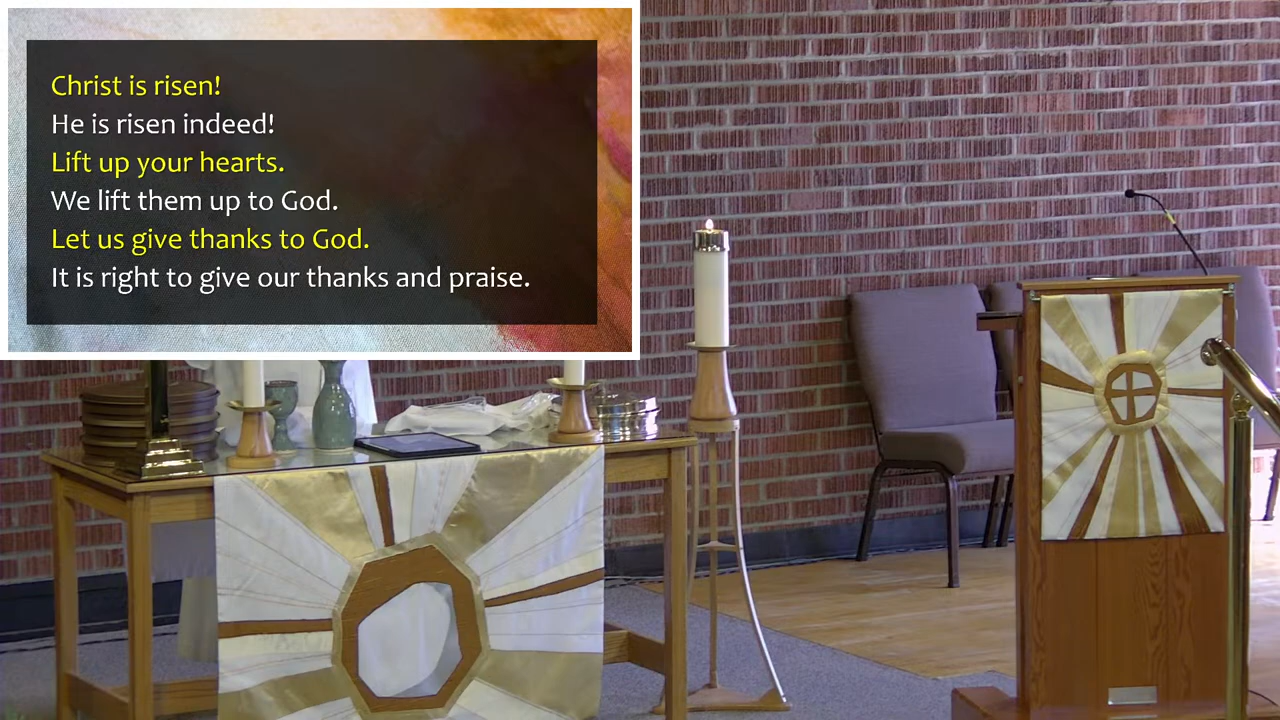 Christ is risen!
He is risen indeed!
Lift up your hearts.
We lift them up to God.
Let us give thanks to God.
It is right to give our thanks and praise.